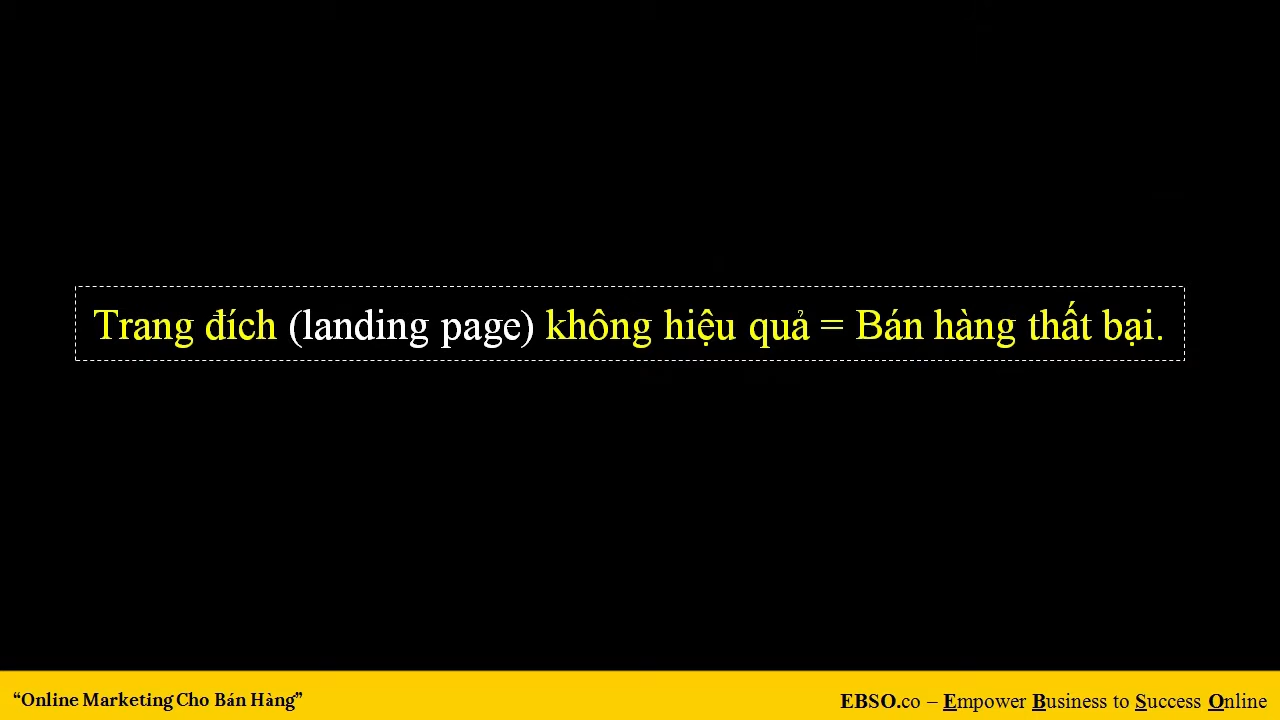 Trang đích (landing page) không hiệu quả = Bán hàng thất bại.
“Online Marketing Cho Bán Hàng”
EBSO.co – Empower Business to Success Online